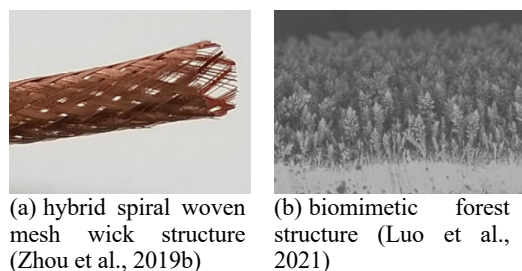 (a) hybrid spiral woven
mesh wick structure
(Zhou et al., 2019b)
(b) biomimetic forest
structure (Luo et al.,
2021)